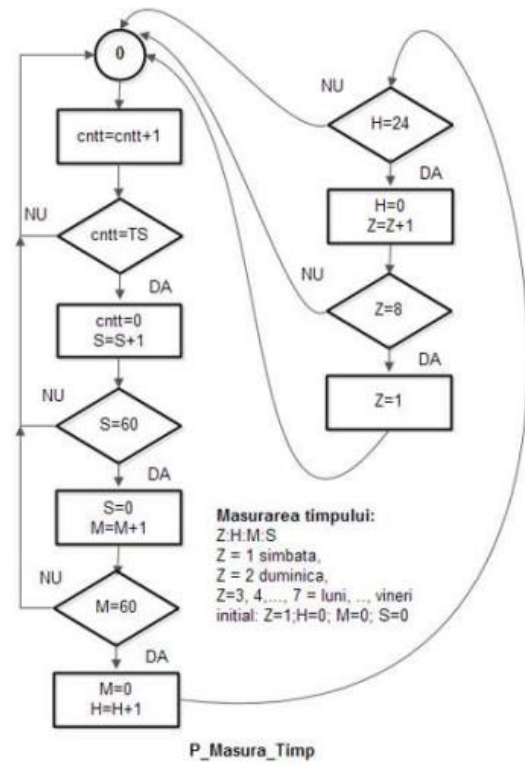 0
cntt=cntt+1
NU
cntt=TS
DA
cntt=0
S=S+1
NU
S=60
DA
S=0
M=M+1
NU
M=60
DA
M=0
H=H+1
NU
H=24
DA
H=0
Z=Z+1
NU
Z=8
DA
Z=1
Masurarea timpului:
Z:H:M:S
Z = 1 simbata,
Z = 2 duminica,
Z=3, 4,..., 7 = luni, .., vineri
initial: Z=1;H=0; M=0; S=0
P_Masura_Timp